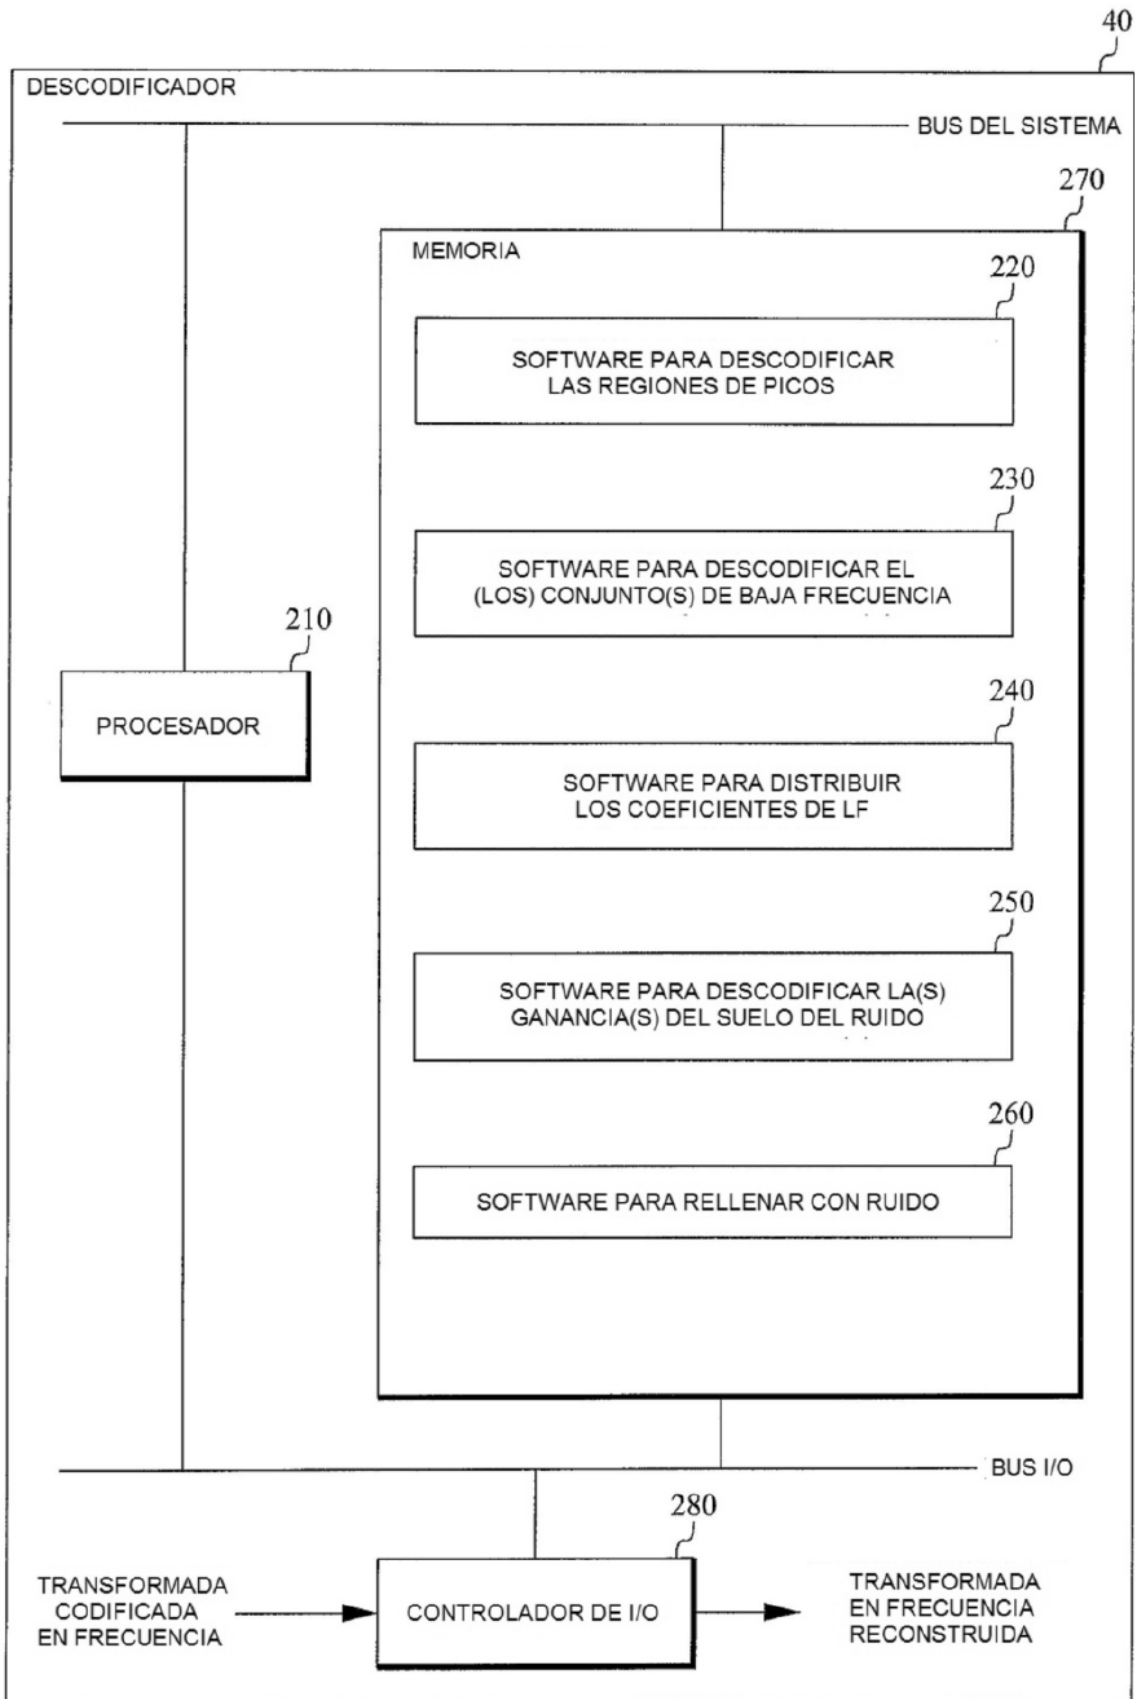 40
DESCODIFICADOR
BUS DEL SISTEMA
270
MEMORIA
220
SOFTWARE PARA DESCODIFICAR
LAS REGIONES DE PICOS
230
SOFTWARE PARA DESCODIFICAR EL
(LOS) CONJUNTO(S) DE BAJA FRECUENCIA
210
PROCESADOR
240
SOFTWARE PARA DISTRIBUIR
LOS COEFICIENTES DE LF
250
SOFTWARE PARA DESCODIFICAR LA(S)
GANANCIA(S) DEL SUELO DEL RUIDO
260
SOFTWARE PARA RELLENAR CON RUIDO
BUS I/O
280
TRANSFORMADA
CODIFICADA
EN FRECUENCIA
CONTROLADOR DE I/O
TRANSFORMADA
EN FRECUENCIA
RECONSTRUIDA